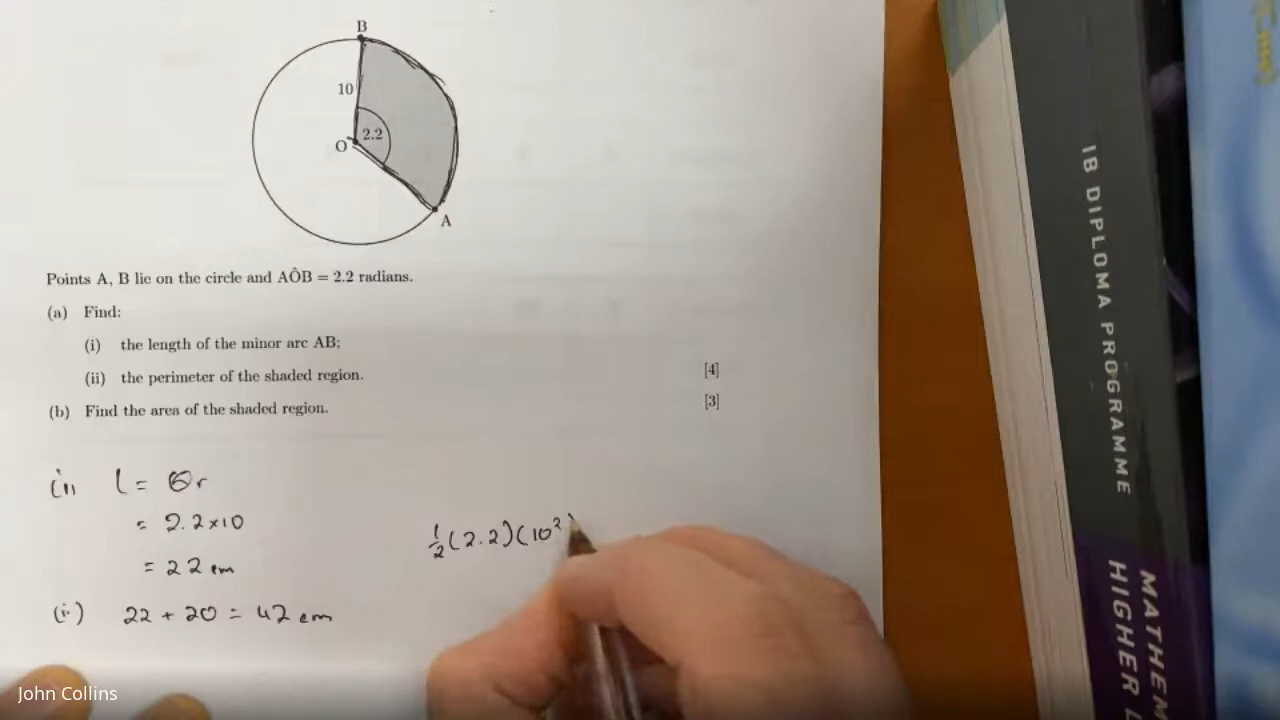 B
10
2.2
O
A
Points A, B lie on the circle and AÔB = 2.2 radians.
(a) Find:
(i) the length of the minor arc AB;
(ii) the perimeter of the shaded region. [4]
(b) Find the area of the shaded region. [3]
(i) l = θr
= 2.2×10
= 22 cm
(ii) 22 + 20 = 42 cm
½(2.2)(10²)
IB DIPLOMA PROGRAMME
MATHEM
HIGHER L
John Collins